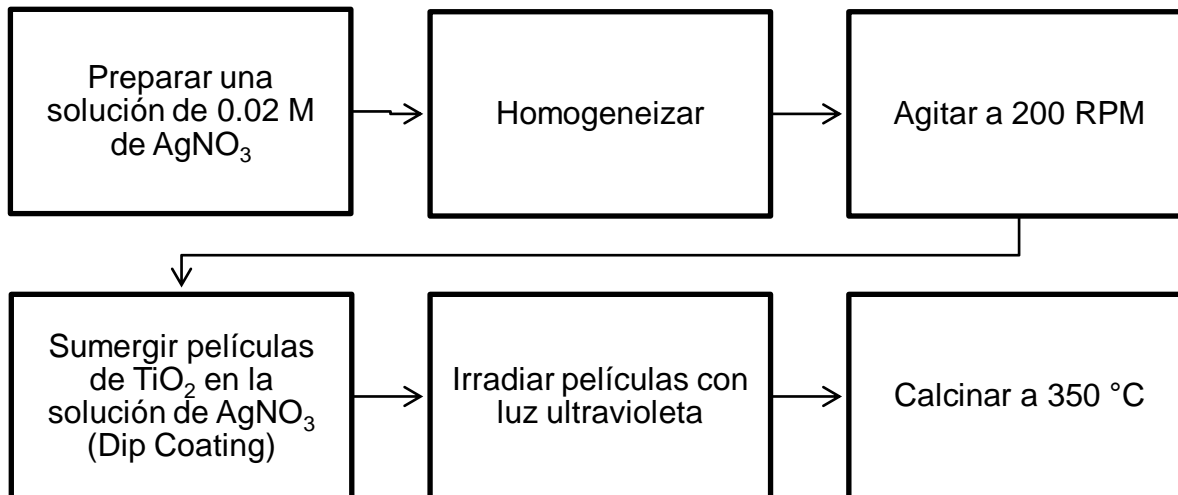 Preparar una
solución de 0.02 M
de AgNO₃
Homogeneizar
Agitar a 200 RPM
Sumergir películas
de TiO₂ en la
solución de AgNO₃
(Dip Coating)
Irradiar películas con
luz ultravioleta
Calcinar a 350 °C